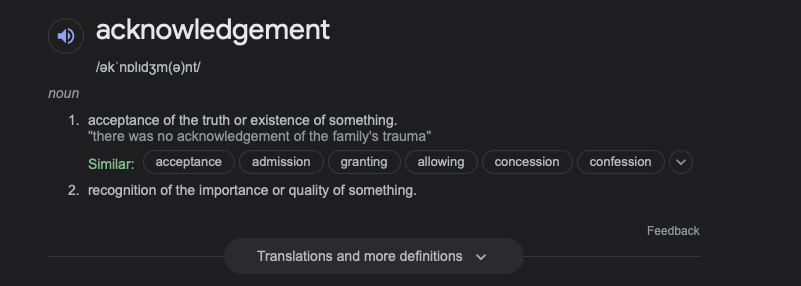 acknowledgement
/əkˈnɒlɪdʒm(ə)nt/
noun
1. acceptance of the truth or existence of something.
"there was no acknowledgement of the family's trauma"
Similar: acceptance admission granting allowing concession confession
2. recognition of the importance or quality of something.
Feedback
Translations and more definitions